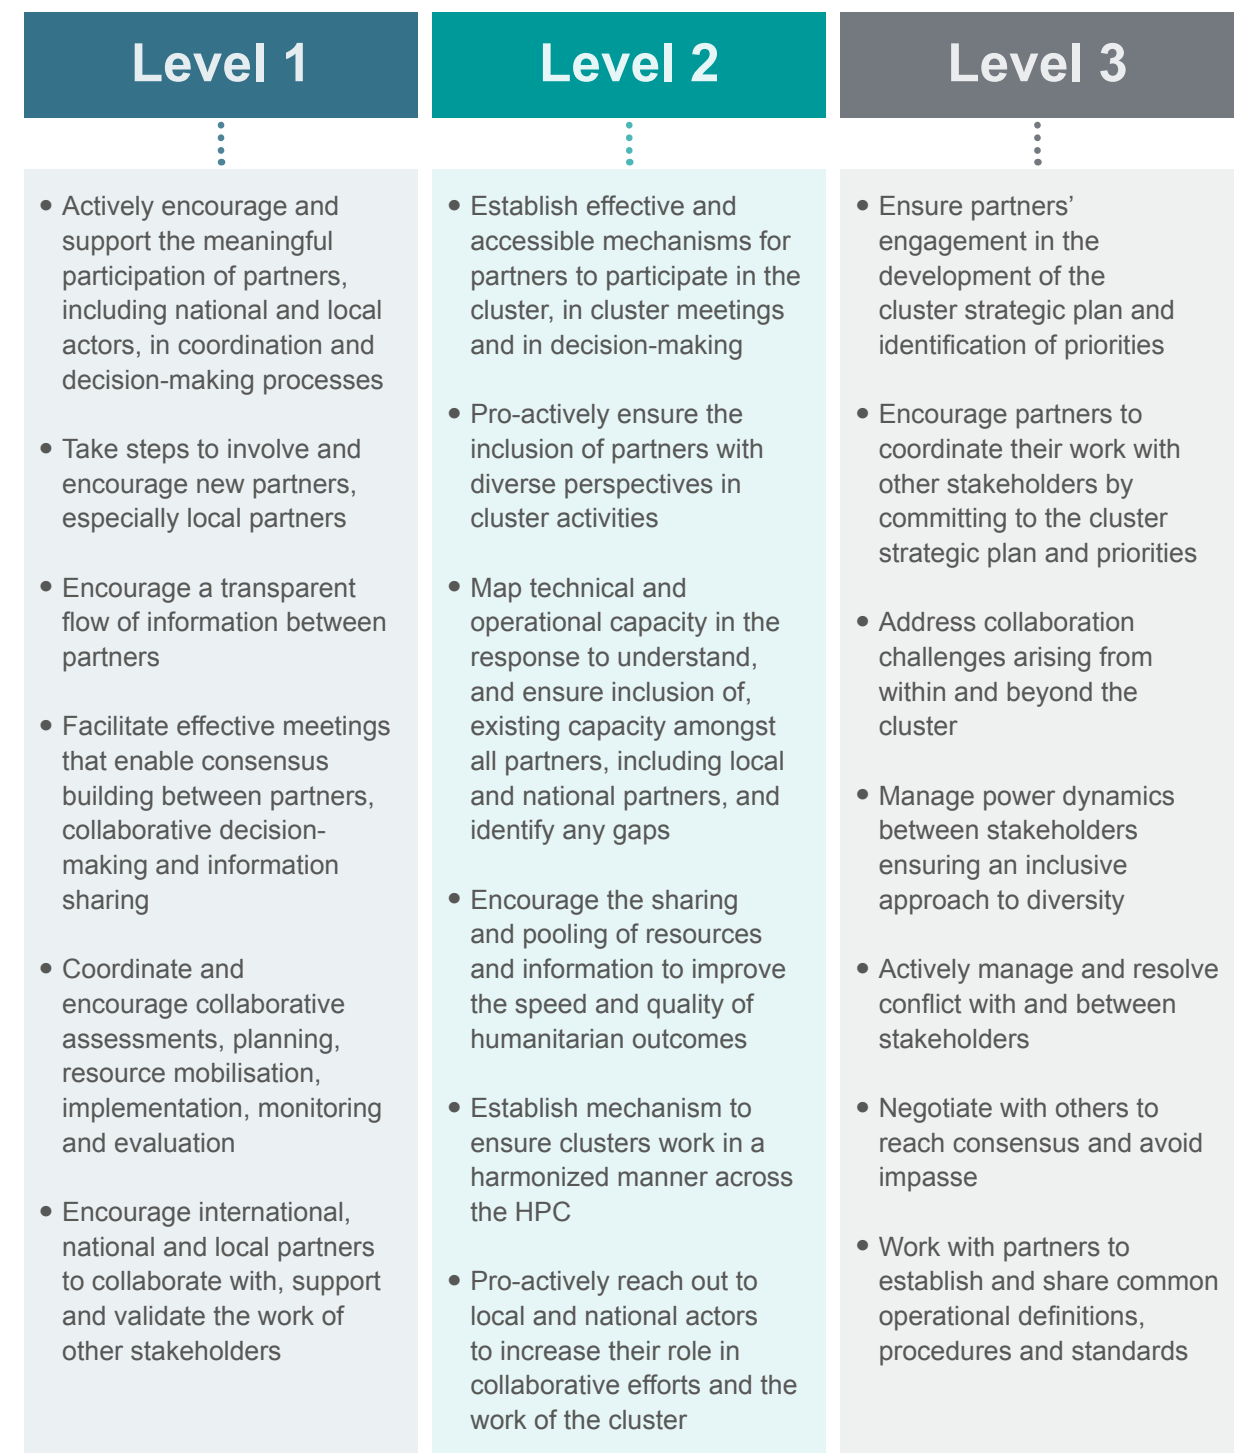 Level 1
• Actively encourage and
support the meaningful
participation of partners,
including national and local
actors, in coordination and
decision-making processes
• Take steps to involve and
encourage new partners,
especially local partners
• Encourage a transparent
flow of information between
partners
• Facilitate effective meetings
that enable consensus
building between partners,
collaborative decision-
making and information
sharing
• Coordinate and
encourage collaborative
assessments, planning,
resource mobilisation,
implementation, monitoring
and evaluation
• Encourage international,
national and local partners
to collaborate with, support
and validate the work of
other stakeholders
Level 2
• Establish effective and
accessible mechanisms for
partners to participate in the
cluster, in cluster meetings
and in decision-making
• Pro-actively ensure the
inclusion of partners with
diverse perspectives in
cluster activities
• Map technical and
operational capacity in the
response to understand,
and ensure inclusion of,
existing capacity amongst
all partners, including local
and national partners, and
identify any gaps
• Encourage the sharing
and pooling of resources
and information to improve
the speed and quality of
humanitarian outcomes
• Establish mechanism to
ensure clusters work in a
harmonized manner across
the HPC
• Pro-actively reach out to
local and national actors
to increase their role in
collaborative efforts and the
work of the cluster
Level 3
• Ensure partners’
engagement in the
development of the
cluster strategic plan and
identification of priorities
• Encourage partners to
coordinate their work with
other stakeholders by
committing to the cluster
strategic plan and priorities
• Address collaboration
challenges arising from
within and beyond the
cluster
• Manage power dynamics
between stakeholders
ensuring an inclusive
approach to diversity
• Actively manage and resolve
conflict with and between
stakeholders
• Negotiate with others to
reach consensus and avoid
impasse
• Work with partners to
establish and share common
operational definitions,
procedures and standards